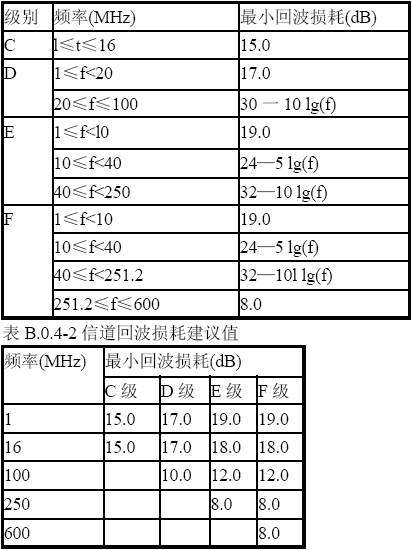 级别 频率(MHz) 最小回波损耗(dB)
C l≤t≤16 15.0
D 1≤f<20 17.0
20≤f≤100 30 一 10 lg(f)
E 1≤f<l0 19.0
10≤f<40 24—5 lg(f)
40≤f<250 32—10 lg(f)
F 1≤f<10 19.0
10≤f<40 24—5 lg(f)
40≤f<251.2 32—10l lg(f)
251.2≤f≤600 8.0
表 B.0.4-2 信道回波损耗建议值
频率(MHz) 最小回波损耗(dB)
C 级 D 级 E 级 F 级
1 15.0 17.0 19.0 19.0
16 15.0 17.0 18.0 18.0
100 10.0 12.0 12.0
250 8.0 8.0
600 8.0